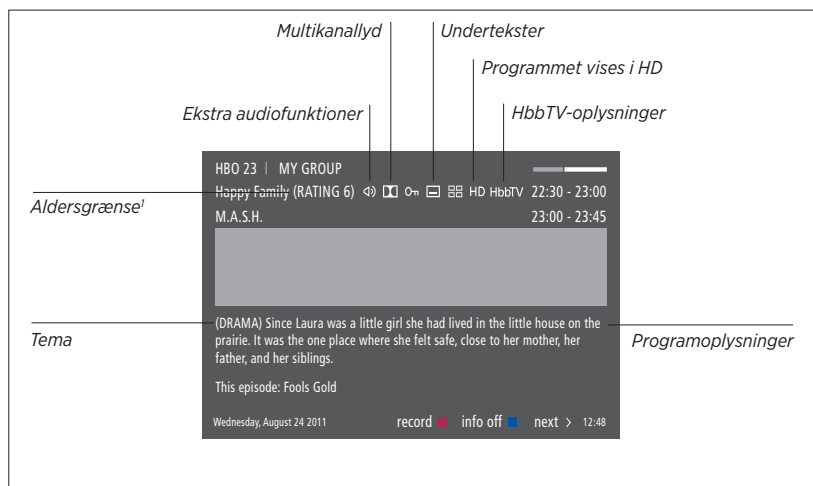 Multikanallyd
Undertekster
Programmet vises i HD
Ekstra audiofunktioner
HbbTV-oplysninger
HBO 23 | MY GROUP
Happy Family (RATING 6) HD HbbTV 22:30 - 23:00
Aldersgrænse¹
M.A.S.H. 23:00 - 23:45
(DRAMA) Since Laura was a little girl she had lived in the little house on the
Tema
prairie. It was the one place where she felt safe, close to her mother, her
Programoplysninger
father, and her siblings.
This episode: Fools Gold
Wednesday, August 24 2011 record info off next > 12:48